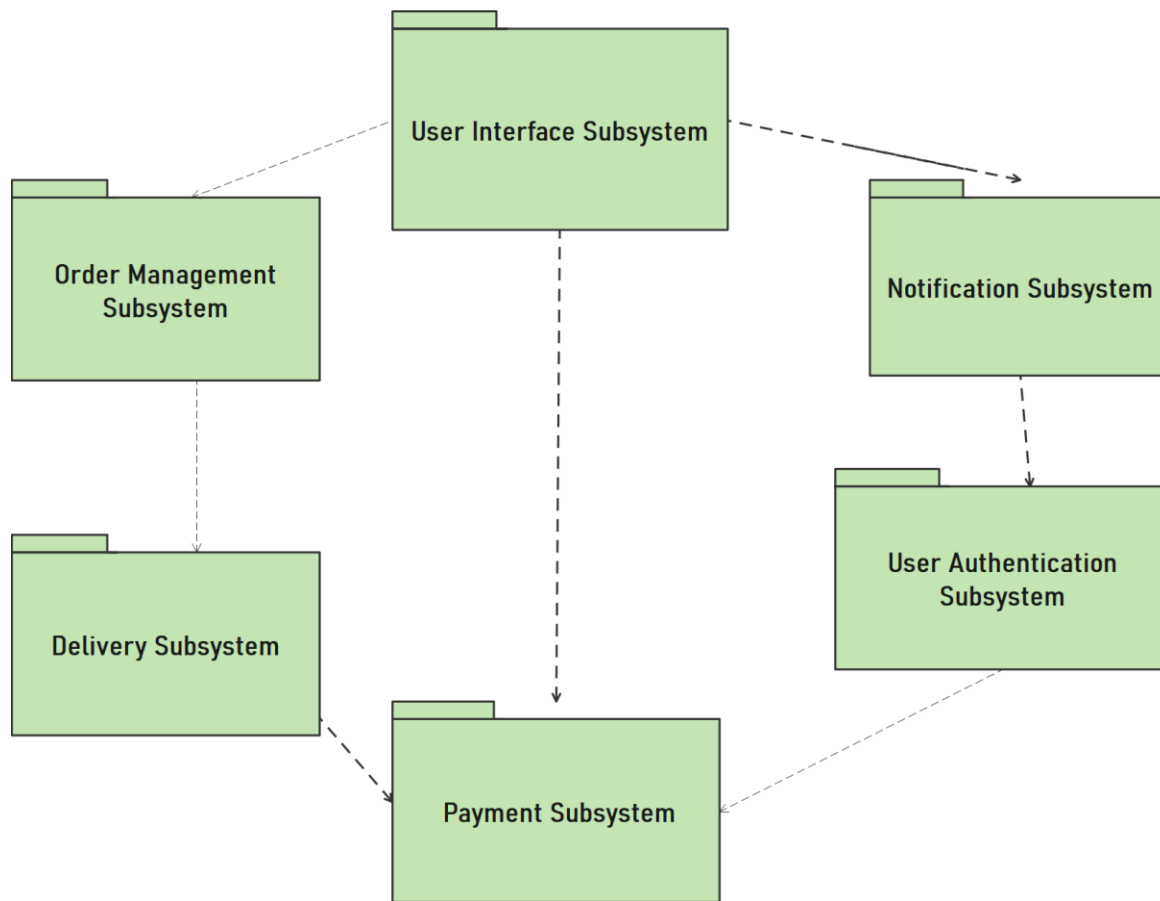 User Interface Subsystem
Order Management
Subsystem
Notification Subsystem
User Authentication
Subsystem
Delivery Subsystem
Payment Subsystem